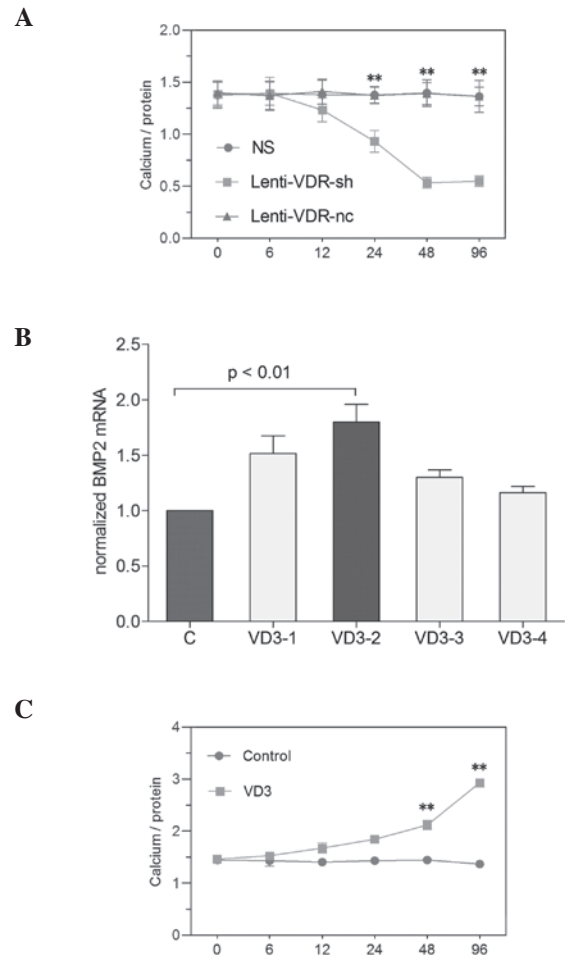 A
Calcium / protein
2.0
1.5
1.0
0.5
0.0
** ** **
NS
Lenti-VDR-sh
Lenti-VDR-nc
0 6 12 24 48 96
B
normalized BMP2 mRNA
2.5
2.0
1.5
1.0
0.5
0.0
p < 0.01
C VD3-1 VD3-2 VD3-3 VD3-4
C
Calcium / protein
4
3
2
1
0
Control
VD3
**
**
0 6 12 24 48 96